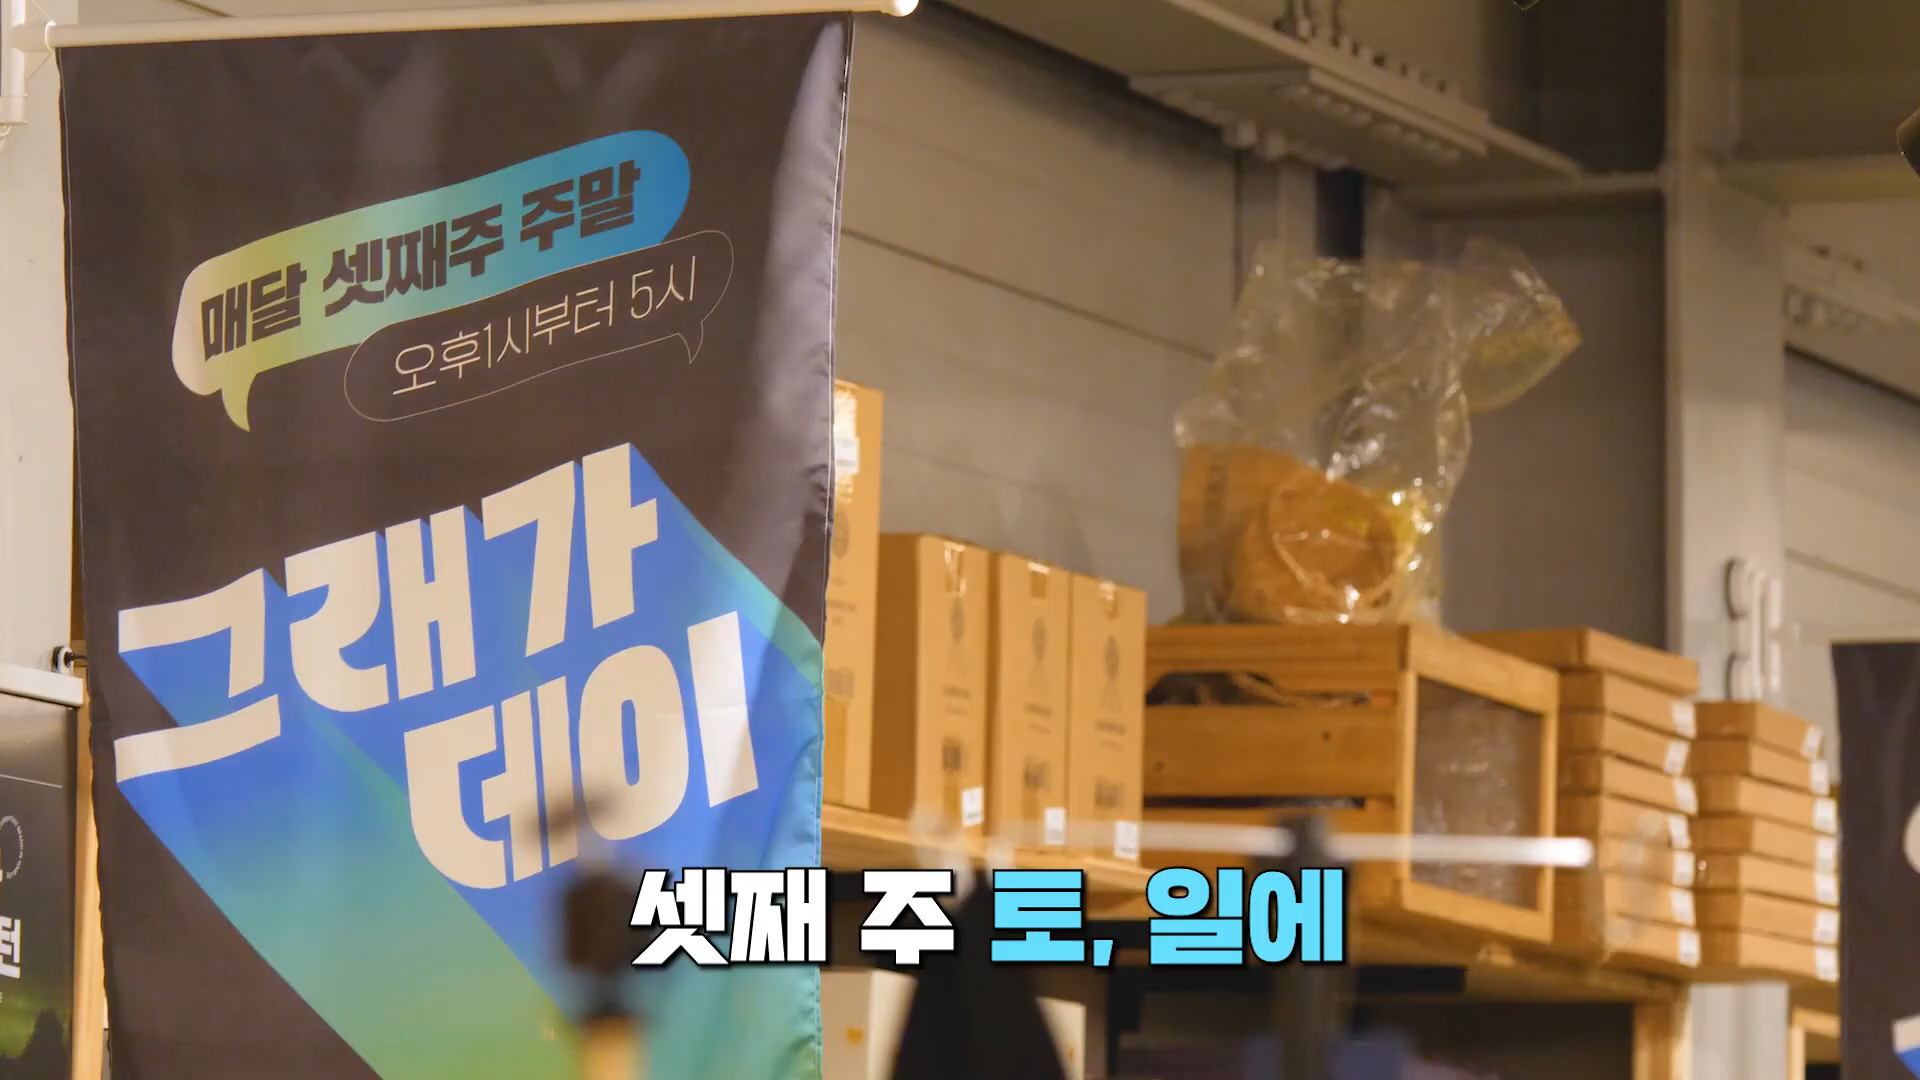 매달 셋째주 주말
오후1시부터 5시
그래가
데이
셋째 주 토, 일에